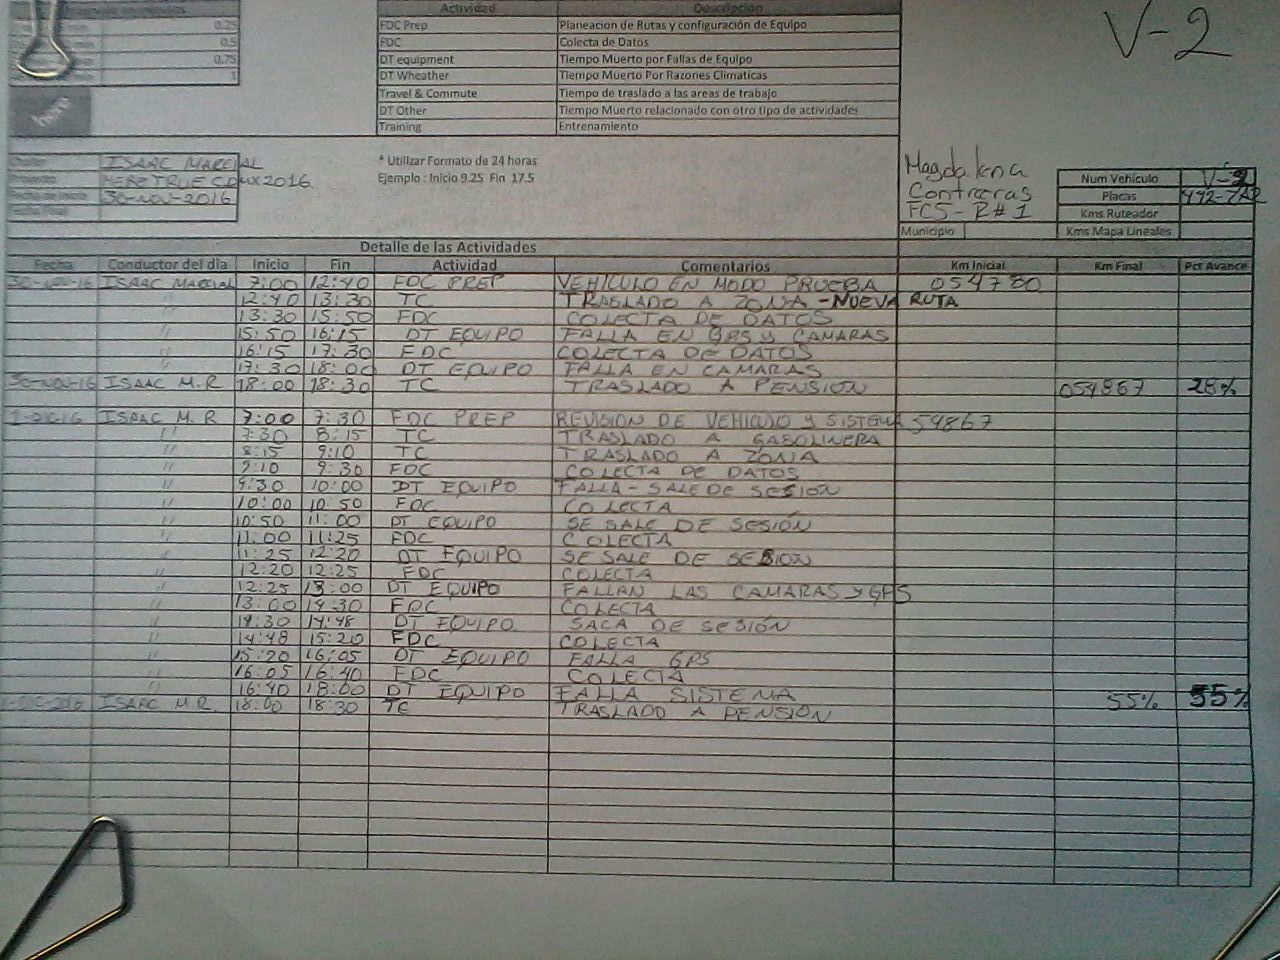 0.25
0.5
0.75
1
hora
Actividad Descripcion
FDC Prep Planeacion de Rutas y configuración de Equipo
FDC Colecta de Datos
DT equipment Tiempo Muerto por Fallas de Equipo
DT Wheather Tiempo Muerto Por Razones Climaticas
Travel & Commute Tiempo de traslado a las areas de trabajo
DT Other Tiempo Muerto relacionado con otro tipo de actividades
Training Entrenamiento
V-2
ISAAC MARCIAL
CDMX2016
Fecha de Inicio 30-NOV-2016
Fecha Final
* Utilizar Formato de 24 horas
Ejemplo : Inicio 9.25 Fin 17.5
Magdalena
Contreras
FCS - R#1
Municipio
Num Vehículo V-2
Placas
Kms Ruteador
Kms Mapa Lineales
Detalle de las Actividades
Fecha Conductor del día Inicio Fin Actividad Comentarios Km Inicial Km Final Pct Avance
30-NOV-16 ISAAC MARCIAL 7:00 12:40 FDC PREP VEHÍCULO EN MODO PRUEBA 054780
" 12:40 13:30 TC TRASLADO A ZONA - NUEVA RUTA
" 13:30 15:50 FDC COLECTA DE DATOS
" 15:50 16:15 DT EQUIPO FALLA EN GPS Y CAMARAS
" 16:15 17:30 FDC COLECTA DE DATOS
" 17:30 18:00 DT EQUIPO FALLA EN CAMARAS
30-NOV-16 ISAAC M.R 18:00 18:30 TC TRASLADO A PENSION 054867 28%
1-DIC-16 ISAAC M.R 7:00 7:30 FDC PREP REVISION DE VEHICULO Y SISTEMA 54867
" 7:30 8:15 TC TRASLADO A GASOLINERA
" 8:15 9:10 TC TRASLADO A ZONA
" 9:10 9:30 FDC COLECTA DE DATOS
" 9:30 10:00 DT EQUIPO FALLA - SALE DE SESIÓN
" 10:00 10:50 FDC COLECTA
" 10:50 11:00 DT EQUIPO SE SALE DE SESIÓN
" 11:00 11:25 FDC COLECTA
" 11:25 12:20 DT EQUIPO SE SALE DE SESION
" 12:20 12:25 FDC COLECTA
" 12:25 13:00 DT EQUIPO FALLAN LAS CAMARAS Y GPS
" 13:00 14:30 FDC COLECTA
" 14:30 14:48 DT EQUIPO SACA DE SESIÓN
" 14:48 15:20 FDC COLECTA
" 15:20 16:05 DT EQUIPO FALLA GPS
" 16:05 16:40 FDC COLECTA
" 16:40 18:00 DT EQUIPO FALLA SISTEMA 55% 55%
1-DIC-2016 ISAAC M.R. 18:00 18:30 TC TRASLADO A PENSIÓN